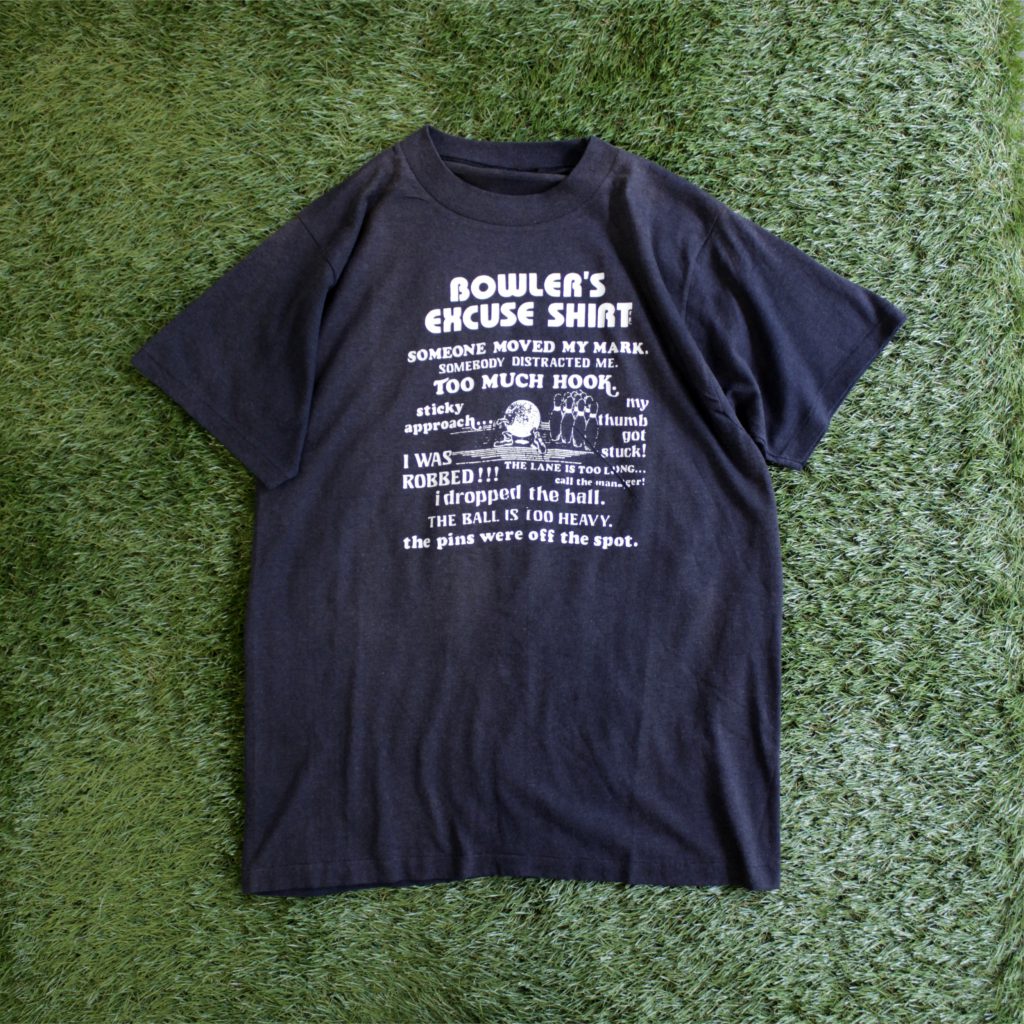 BOWLER'S
EXCUSE SHIRT
SOMEONE MOVED MY MARK.
SOMEBODY DISTRACTED ME.
TOO MUCH HOOK.
sticky
approach...
my
thumb
got
stuck!
I WAS
ROBBED!!!
THE LANE IS TOO LONG...
call the manager!
i dropped the ball.
THE BALL IS TOO HEAVY.
the pins were off the spot.